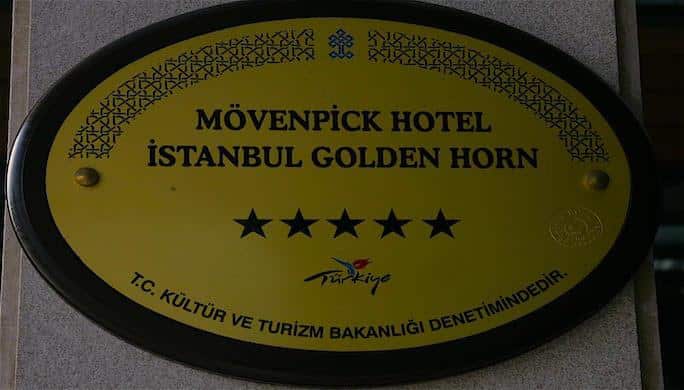 MÖVENPİCK HOTEL
İSTANBUL GOLDEN HORN
Türkiye
T.C. KÜLTÜR VE TURİZM BAKANLIĞI DENETİMİNDEDİR.